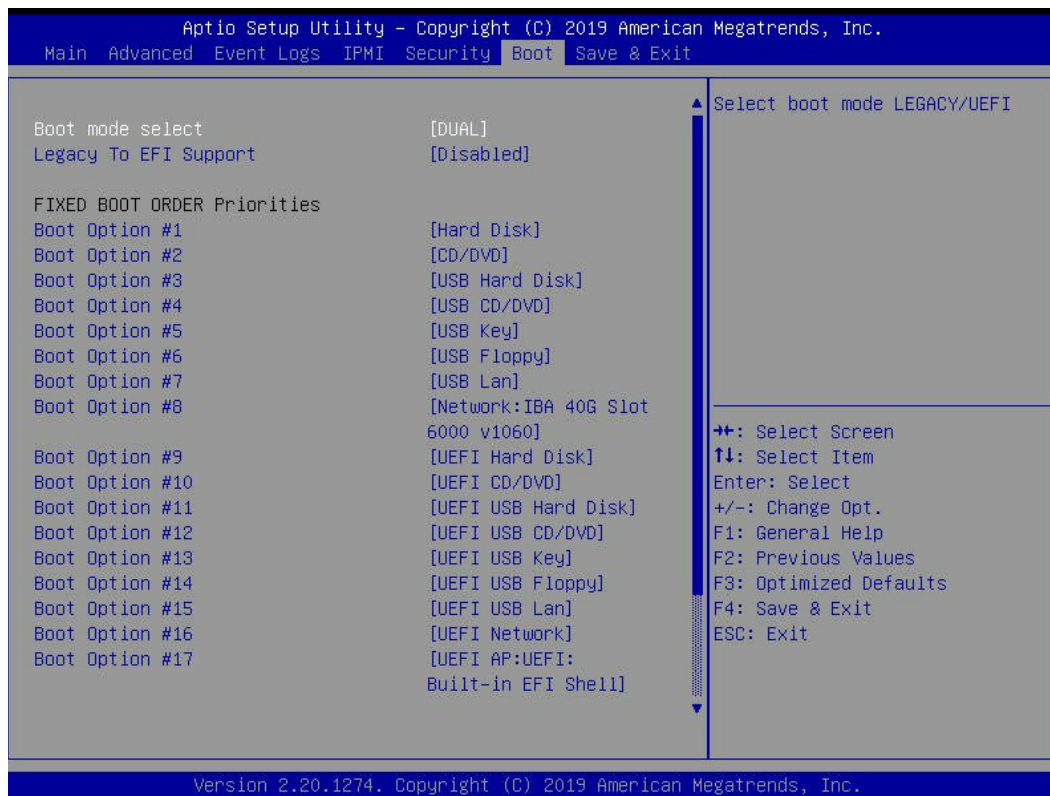 Aptio Setup Utility – Copyright (C) 2019 American Megatrends, Inc.
Main Advanced Event Logs IPMI Security Boot Save & Exit
Boot mode select [DUAL]
Legacy To EFI Support [Disabled]
FIXED BOOT ORDER Priorities
Boot Option #1 [Hard Disk]
Boot Option #2 [CD/DVD]
Boot Option #3 [USB Hard Disk]
Boot Option #4 [USB CD/DVD]
Boot Option #5 [USB Key]
Boot Option #6 [USB Floppy]
Boot Option #7 [USB Lan]
Boot Option #8 [Network:IBA 40G Slot
6000 v1060]
Boot Option #9 [UEFI Hard Disk]
Boot Option #10 [UEFI CD/DVD]
Boot Option #11 [UEFI USB Hard Disk]
Boot Option #12 [UEFI USB CD/DVD]
Boot Option #13 [UEFI USB Key]
Boot Option #14 [UEFI USB Floppy]
Boot Option #15 [UEFI USB Lan]
Boot Option #16 [UEFI Network]
Boot Option #17 [UEFI AP:UEFI:
Built-in EFI Shell]
Select boot mode LEGACY/UEFI
→←: Select Screen
↑↓: Select Item
Enter: Select
+/-: Change Opt.
F1: General Help
F2: Previous Values
F3: Optimized Defaults
F4: Save & Exit
ESC: Exit
Version 2.20.1274. Copyright (C) 2019 American Megatrends, Inc.